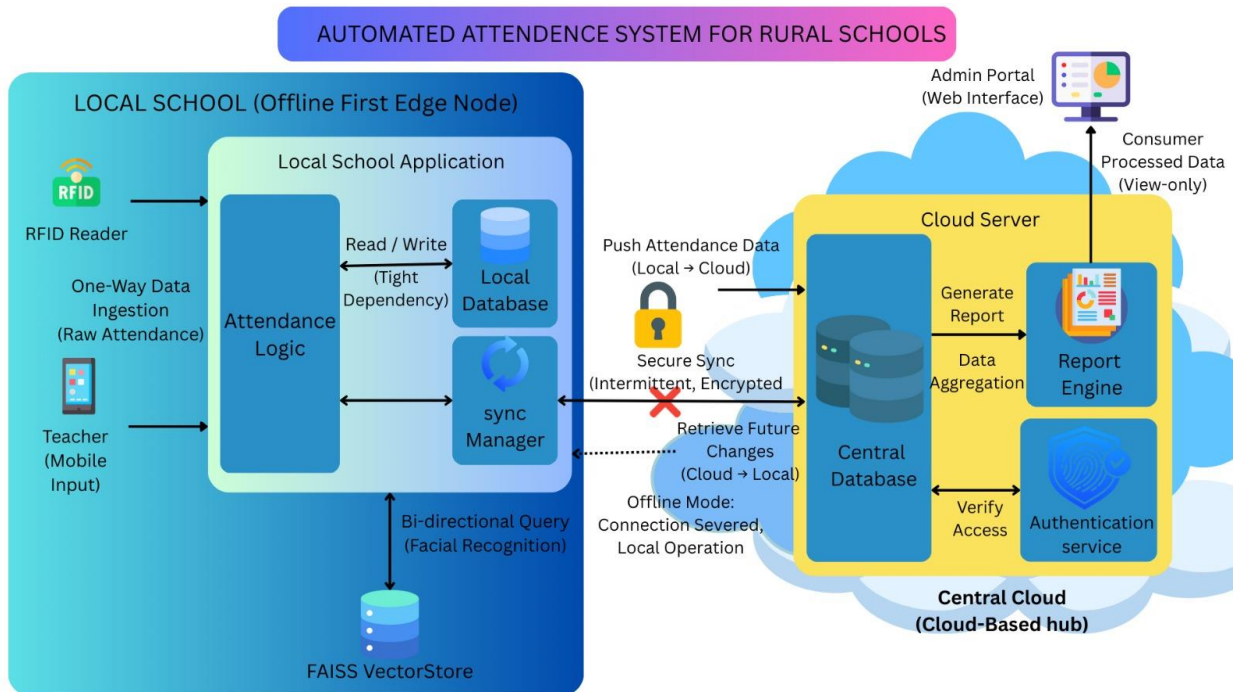 AUTOMATED ATTENDENCE SYSTEM FOR RURAL SCHOOLS
LOCAL SCHOOL (Offline First Edge Node)
Local School Application
RFID
RFID Reader
One-Way Data
Ingestion
(Raw Attendance)
Teacher
(Mobile
Input)
Attendance
Logic
Read / Write
(Tight
Dependency)
Local
Database
sync
Manager
Bi-directional Query
(Facial Recognition)
FAISS VectorStore
Push Attendance Data
(Local → Cloud)
Secure Sync
(Intermittent, Encrypted
Retrieve Future
Changes
(Cloud → Local)
Offline Mode:
Connection Severed,
Local Operation
Admin Portal
(Web Interface)
Consumer
Processed Data
(View-only)
Cloud Server
Central
Database
Generate
Report
Data
Aggregation
Report
Engine
Verify
Access
Authentication
service
Central Cloud
(Cloud-Based hub)